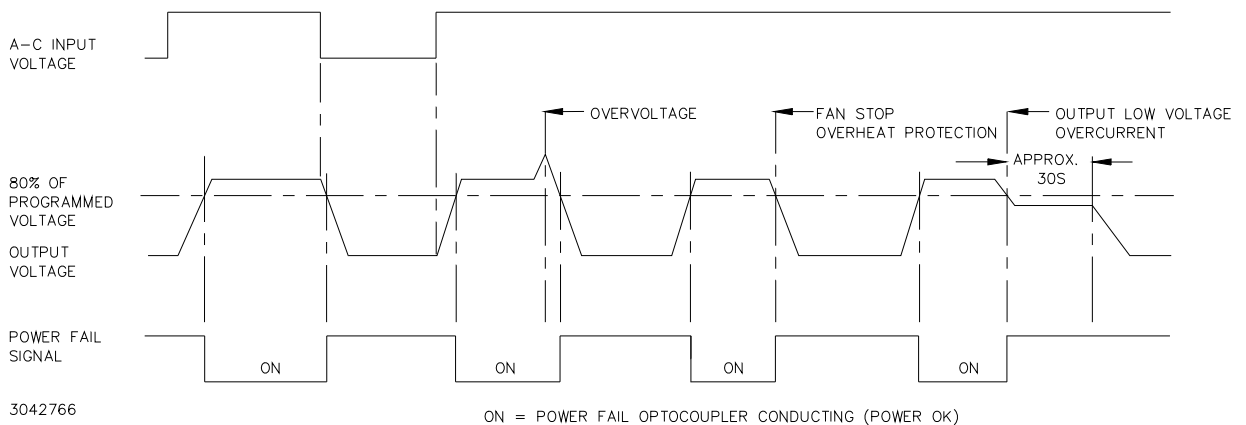 A-C INPUT
VOLTAGE
OVERVOLTAGE
FAN STOP
OVERHEAT PROTECTION
OUTPUT LOW VOLTAGE
OVERCURRENT
APPROX.
30S
80% OF
PROGRAMMED
VOLTAGE
OUTPUT
VOLTAGE
POWER FAIL
SIGNAL
ON
ON
ON
ON
3042766
ON = POWER FAIL OPTOCOUPLER CONDUCTING (POWER OK)